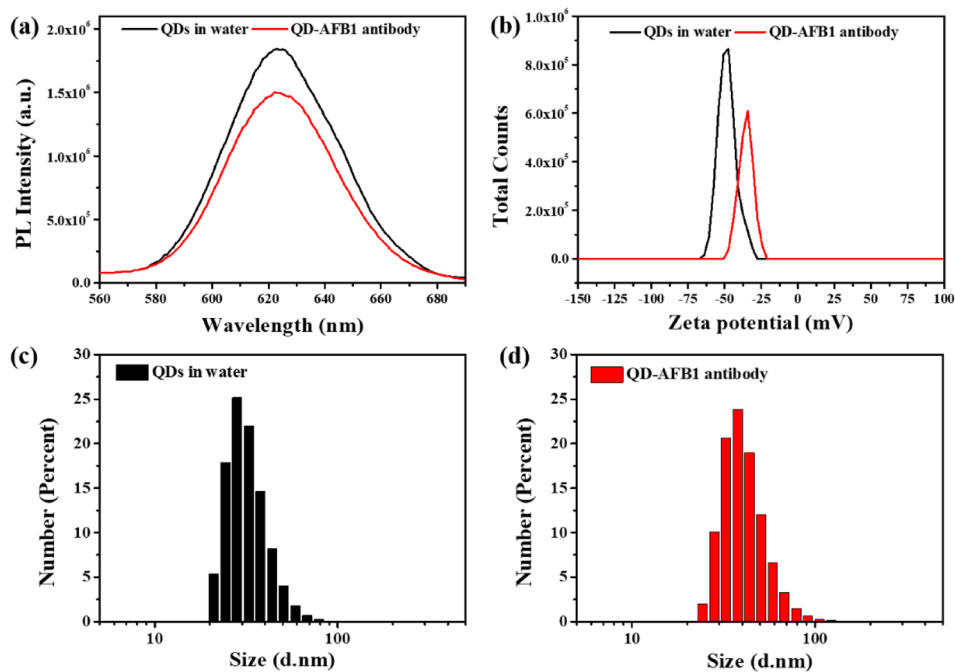 (a)
QDs in water
QD-AFB1 antibody
2.0x10⁶
1.5x10⁶
1.0x10⁶
5.0x10⁵
0.0
PL Intensity (a.u.)
560 600 620 640 660 680
Wavelength (nm)
(b)
QDs in water
QD-AFB1 antibody
8.0x10⁵
6.0x10⁵
4.0x10⁵
2.0x10⁵
0.0
Total Counts
-150 -125 -100 -75 -50 -25 0 25 50 75 100
Zeta potential (mV)
(c)
QDs in water
30
25
20
15
10
5
0
Number (Percent)
10 100
Size (d.nm)
(d)
QD-AFB1 antibody
30
25
20
15
10
5
0
Number (Percent)
10 100
Size (d.nm)